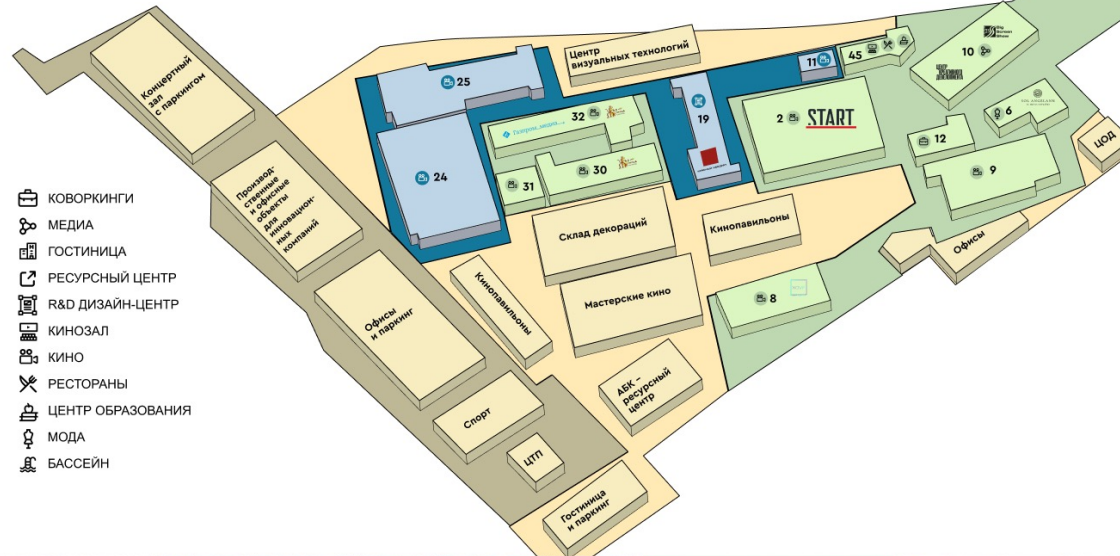 Концертный
зал
с паркингом
25
Центр
визуальных технологий
11
45
10
32
Газпром-медиа
19
2
START
6
12
ЦОД
24
31
30
9
Производ-
ственные
и офисные
объекты
для
инновацион-
ных
компаний
Склад декораций
Кинопавильоны
Офисы
КОВОРКИНГИ
МЕДИА
ГОСТИНИЦА
РЕСУРСНЫЙ ЦЕНТР
R&D ДИЗАЙН-ЦЕНТР
КИНОЗАЛ
КИНО
РЕСТОРАНЫ
ЦЕНТР ОБРАЗОВАНИЯ
МОДА
БАССЕЙН
Кинопавильоны
Мастерские кино
8
Офисы
и паркинг
АБК –
ресурсный
центр
Спорт
ЦТП
Гостиница
и паркинг